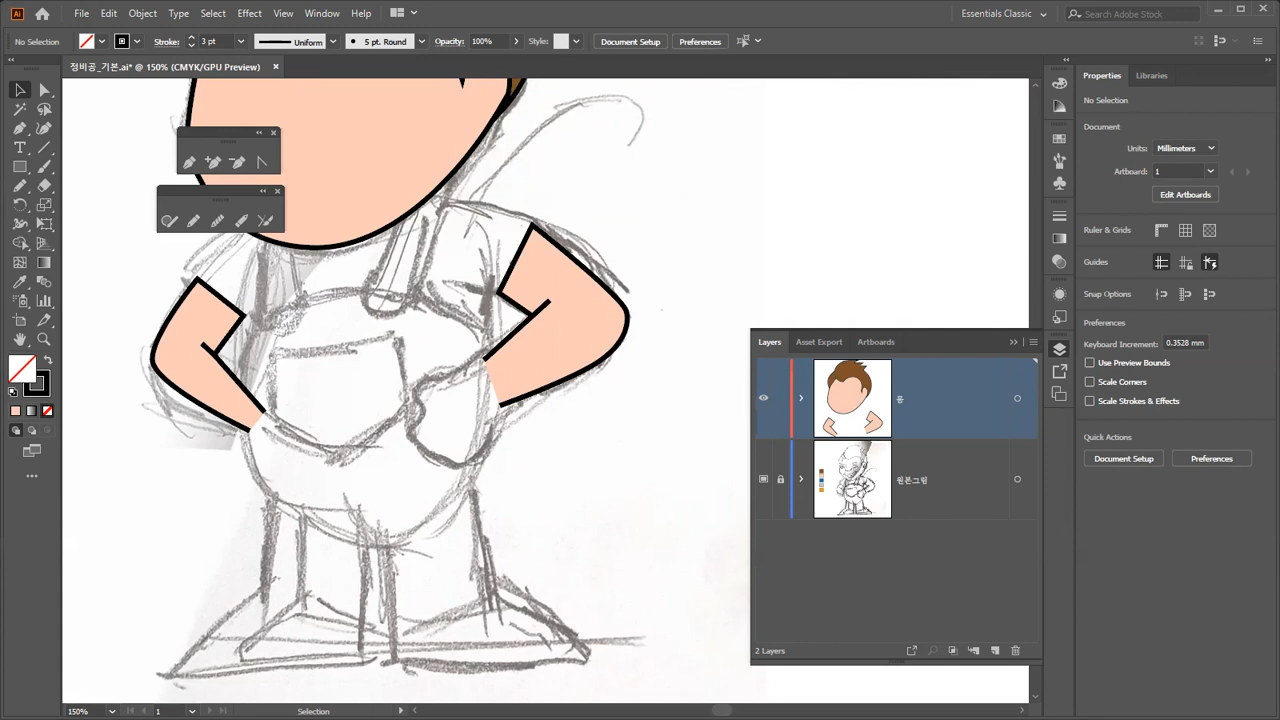 Ai File Edit Object Type Select Effect View Window Help Essentials Classic Search Adobe Stock
No Selection Stroke: 3 pt Uniform 5 pt. Round Opacity: 100% Style: Document Setup Preferences
정비공_기본.ai* @ 150% (CMYK/GPU Preview)
Properties Libraries
No Selection
Document
Units: Millimeters
Artboard: 1
Edit Artboards
Ruler & Grids
Guides
Snap Options
Preferences
Keyboard Increment: 0.3528 mm
Use Preview Bounds
Scale Corners
Scale Strokes & Effects
Quick Actions
Document Setup Preferences
Layers Asset Export Artboards
몸
원본그림
2 Layers
150% 1 Selection